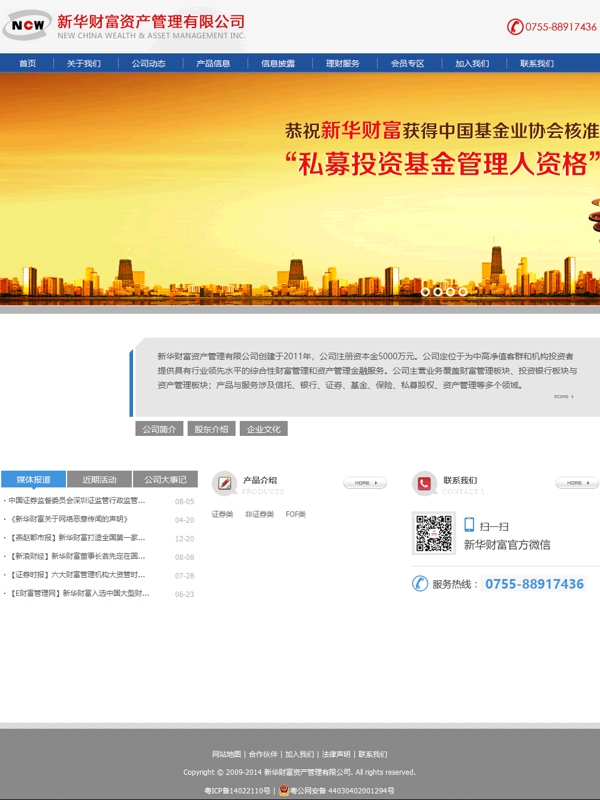 NCW
新华财富资产管理有限公司
NEW CHINA WEALTH & ASSET MANAGEMENT INC.
0755-88917436
首页 关于我们 公司动态 产品信息 信息披露 理财服务 会员专区 加入我们 联系我们
恭祝新华财富获得中国基金业协会核准
“私募投资基金管理人资格”
新华财富资产管理有限公司创建于2011年，公司注册资本金5000万元。公司定位于为中高净值客群和机构投资者
提供具有行业领先水平的综合性财富管理和资产管理金融服务。公司主营业务覆盖财富管理板块、投资银行板块与
资产管理板块；产品与服务涉及信托、银行、证券、基金、保险、私募股权、资产管理等多个领域。
MORE
公司简介 股东介绍 企业文化
媒体报道 近期活动 公司大事记
· 中国证券监督委员会深圳证监管行政监管... 08-05
· 《新华财富关于网络恶意传闻的声明》 04-20
· 【燕赵都市报】新华财富打造全国第一家... 12-20
· 【新浪财经】新华财富董事长翁先定在国... 08-08
· 【证券时报】六大财富管理机构大资管时... 07-28
· 【E财富管理网】新华财富入选中国大型财... 06-23
产品介绍
PRODUCTS
MORE
证券类 非证券类 FOF类
联系我们
CONTACT U
MORE
扫一扫
新华财富官方微信
服务热线： 0755-88917436
网站地图 | 合作伙伴 | 加入我们 | 法律声明 | 联系我们
Copyright © 2009-2014 新华财富资产管理有限公司. All rights reserved.
粤ICP备14022110号 | 粤公网安备 44030402001294号